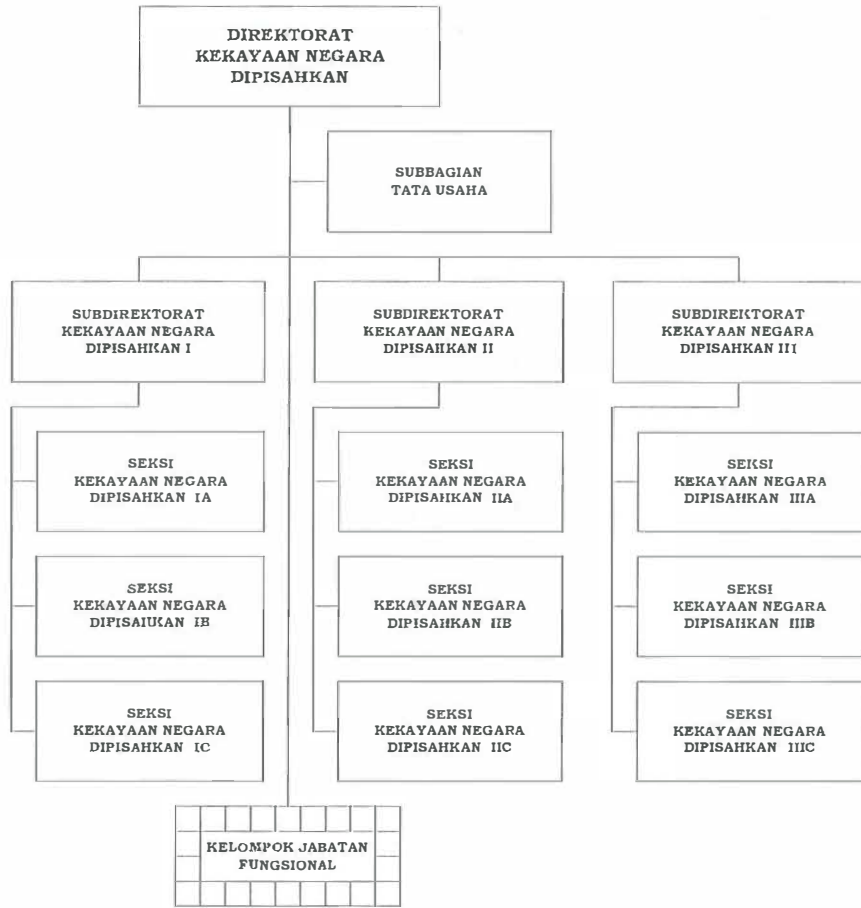 DIREKTORAT
KEKAYAAN NEGARA
DIPISAHKAN
SUBBAGIAN
TATA USAHA
SUBDIREKTORAT
KEKAYAAN NEGARA
DIPISAHKAN I
SUBDIREKTORAT
KEKAYAAN NEGARA
DIPISAHKAN II
SUBDIREKTORAT
KEKAYAAN NEGARA
DIPISAHKAN III
SEKSI
KEKAYAAN NEGARA
DIPISAHKAN IA
SEKSI
KEKAYAAN NEGARA
DIPISAHKAN IIA
SEKSI
KEKAYAAN NEGARA
DIPISAHKAN IIIA
SEKSI
KEKAYAAN NEGARA
DIPISAHKAN IB
SEKSI
KEKAYAAN NEGARA
DIPISAHKAN IIB
SEKSI
KEKAYAAN NEGARA
DIPISAHKAN IIIB
SEKSI
KEKAYAAN NEGARA
DIPISAHKAN IC
SEKSI
KEKAYAAN NEGARA
DIPISAHKAN IIC
SEKSI
KEKAYAAN NEGARA
DIPISAHKAN IIIC
KELOMPOK JABATAN
FUNGSIONAL